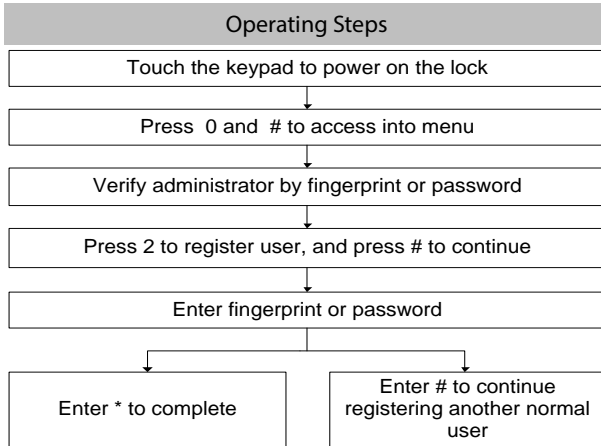 Operating Steps
Touch the keypad to power on the lock
Press 0 and # to access into menu
Verify administrator by fingerprint or password
Press 2 to register user, and press # to continue
Enter fingerprint or password
Enter * to complete
Enter # to continue
registering another normal
user